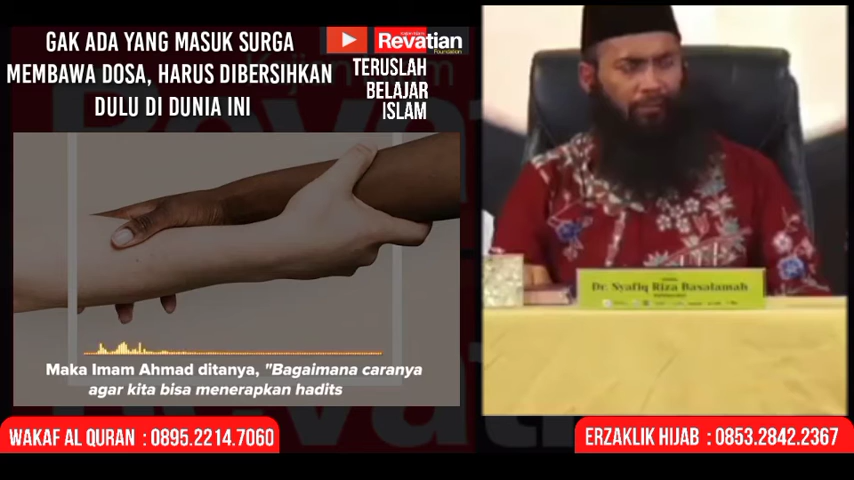 GAK ADA YANG MASUK SURGA
MEMBAWA DOSA, HARUS DIBERSIHKAN
DULU DI DUNIA INI
Revatian
Foundation
TERUSLAH
BELAJAR
ISLAM
Dr. Syafiq Riza Basalamah
Maka Imam Ahmad ditanya, "Bagaimana caranya
agar kita bisa menerapkan hadits
WAKAF AL QURAN : 0895.2214.7060
ERZAKLIK HIJAB : 0853.2842.2367